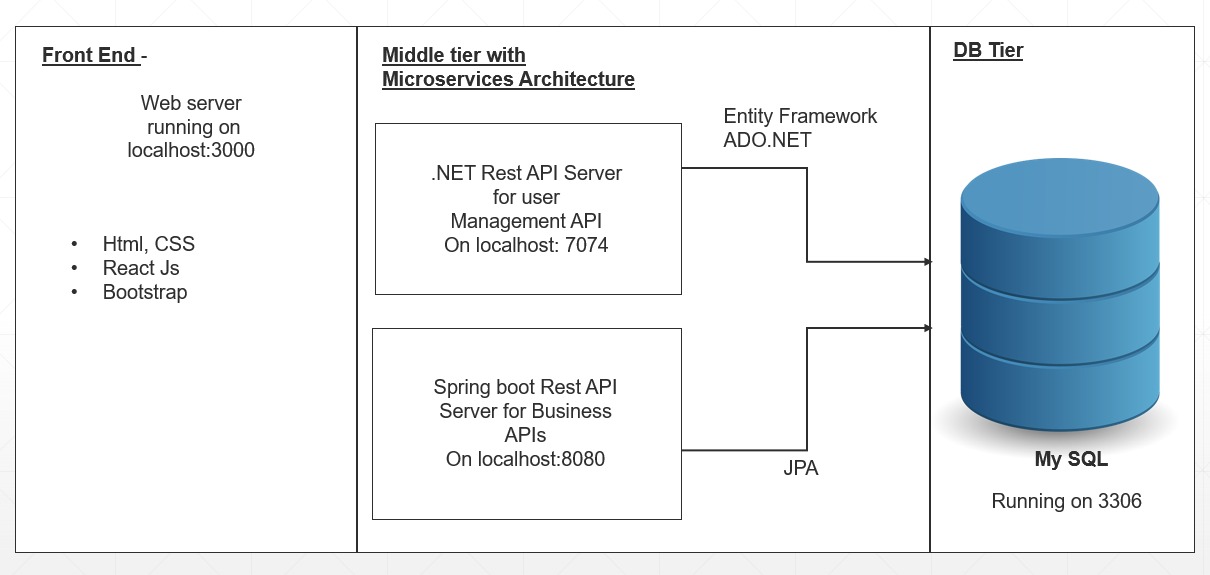 Front End -
Web server
running on
localhost:3000
• Html, CSS
• React Js
• Bootstrap
Middle tier with
Microservices Architecture
.NET Rest API Server
for user
Management API
On localhost: 7074
Entity Framework
ADO.NET
Spring boot Rest API
Server for Business
APIs
On localhost:8080
JPA
DB Tier
My SQL
Running on 3306